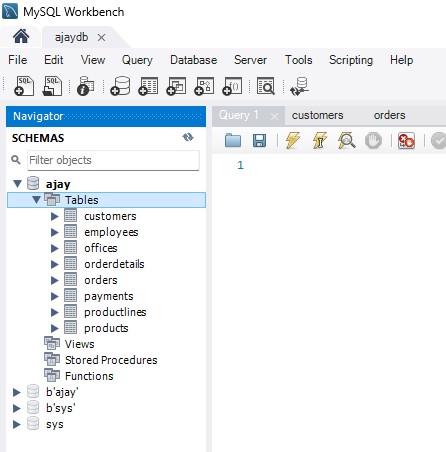 MySQL Workbench
ajaydb ×
File Edit View Query Database Server Tools Scripting Help
Navigator
SCHEMAS
Filter objects
ajay
Tables
customers
employees
offices
orderdetails
orders
payments
productlines
products
Views
Stored Procedures
Functions
b'ajay'
b'sys'
sys
Query 1 × customers orders
1